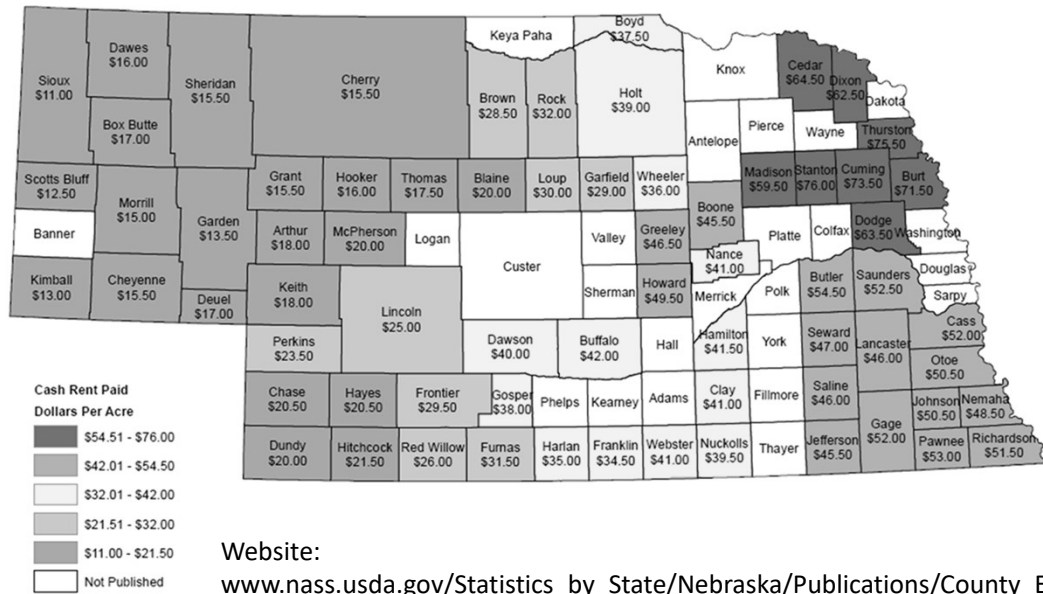 Boyd
$37.50
Keya Paha
Dawes
$16.00
Sioux
$11.00
Sheridan
$15.50
Cherry
$15.50
Knox
Cedar
$64.50
Dixon
$62.50
Dakota
Brown
$28.50
Rock
$32.00
Holt
$39.00
Box Butte
$17.00
Antelope
Pierce
Wayne
Thurston
$75.50
Scotts Bluff
$12.50
Morrill
$15.00
Garden
$13.50
Grant
$15.50
Hooker
$16.00
Thomas
$17.50
Blaine
$20.00
Loup
$30.00
Garfield
$29.00
Wheeler
$36.00
Madison
$59.50
Stanton
$76.00
Cuming
$73.50
Burt
$71.50
Boone
$45.50
Banner
Arthur
$18.00
McPherson
$20.00
Logan
Custer
Valley
Greeley
$46.50
Platte
Colfax
Dodge
$63.50
Washington
Nance
$41.00
Kimball
$13.00
Cheyenne
$15.50
Deuel
$17.00
Keith
$18.00
Lincoln
$25.00
Sherman
Howard
$49.50
Merrick
Polk
Butler
$54.50
Saunders
$52.50
Douglas
Sarpy
Perkins
$23.50
Dawson
$40.00
Buffalo
$42.00
Hall
Hamilton
$41.50
York
Seward
$47.00
Lancaster
$46.00
Cass
$52.00
Otoe
$50.50
Chase
$20.50
Hayes
$20.50
Frontier
$29.50
Gosper
$38.00
Phelps
Kearney
Adams
Clay
$41.00
Fillmore
Saline
$46.00
Gage
$52.00
Johnson
$50.50
Nemaha
$48.50
Dundy
$20.00
Hitchcock
$21.50
Red Willow
$26.00
Furnas
$31.50
Harlan
$35.00
Franklin
$34.50
Webster
$41.00
Nuckolls
$39.50
Thayer
Jefferson
$45.50
Pawnee
$53.00
Richardson
$51.50
Cash Rent Paid
Dollars Per Acre
$54.51 - $76.00
$42.01 - $54.50
$32.01 - $42.00
$21.51 - $32.00
$11.00 - $21.50
Not Published
Website:
www.nass.usda.gov/Statistics_by_State/Nebraska/Publications/County_E